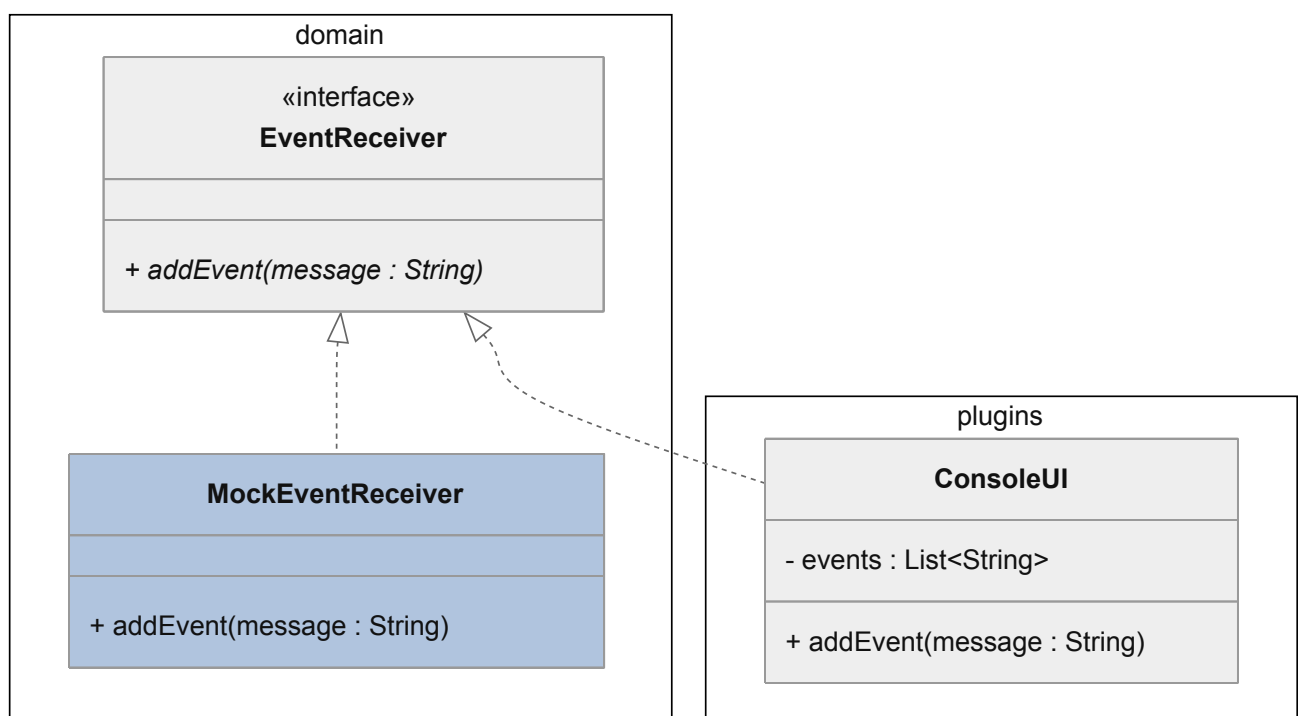 domain
«interface»
EventReceiver
+ addEvent(message : String)
MockEventReceiver
+ addEvent(message : String)
plugins
ConsoleUI
- events : List<String>
+ addEvent(message : String)